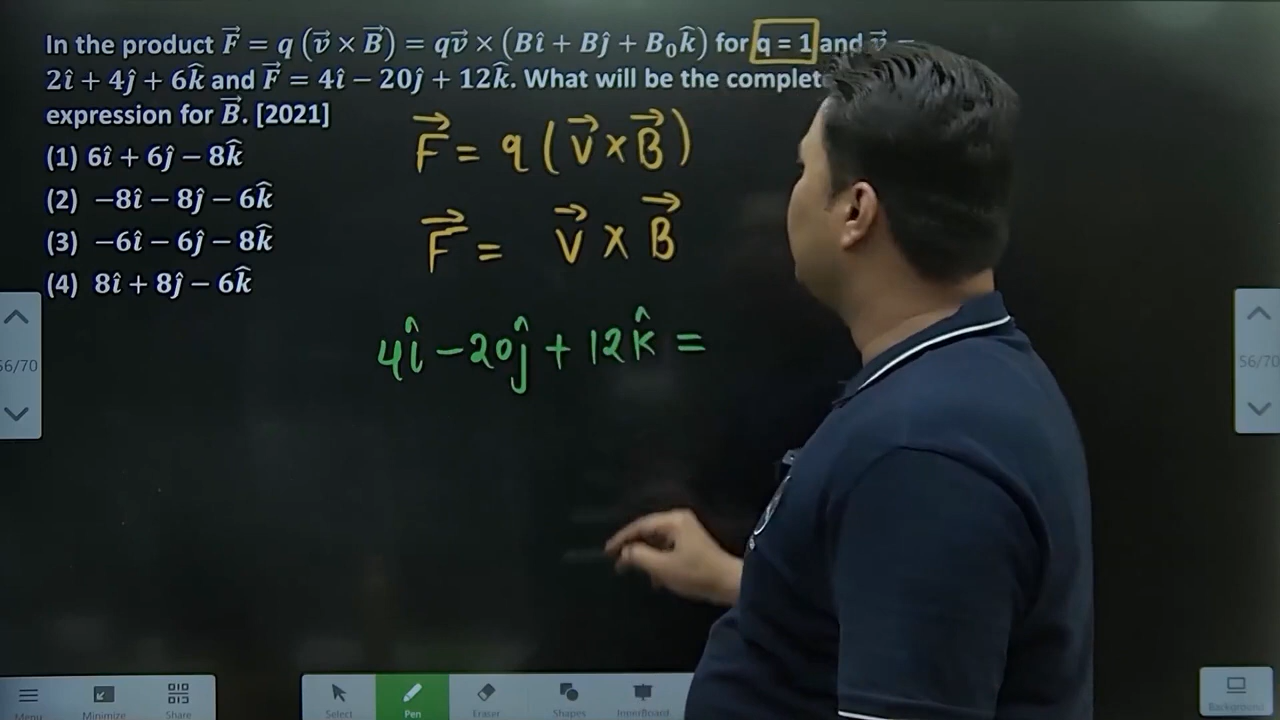 In the product F⃗ = q (v⃗ × B⃗) = qv⃗ × (Bî + Bĵ + B₀k̂) for q = 1 and v⃗ =
2î + 4ĵ + 6k̂ and F⃗ = 4î − 20ĵ + 12k̂. What will be the complet
expression for B⃗. [2021]
(1) 6î + 6ĵ − 8k̂
(2) −8î − 8ĵ − 6k̂
(3) −6î − 6ĵ − 8k̂
(4) 8î + 8ĵ − 6k̂
F⃗ = q (v⃗ × B⃗)
F⃗ = v⃗ × B⃗
4î − 20ĵ + 12k̂ =
56/70
56/70
Menu
Minimize
Share
Select
Pen
Eraser
Shapes
InnerBoard
Background